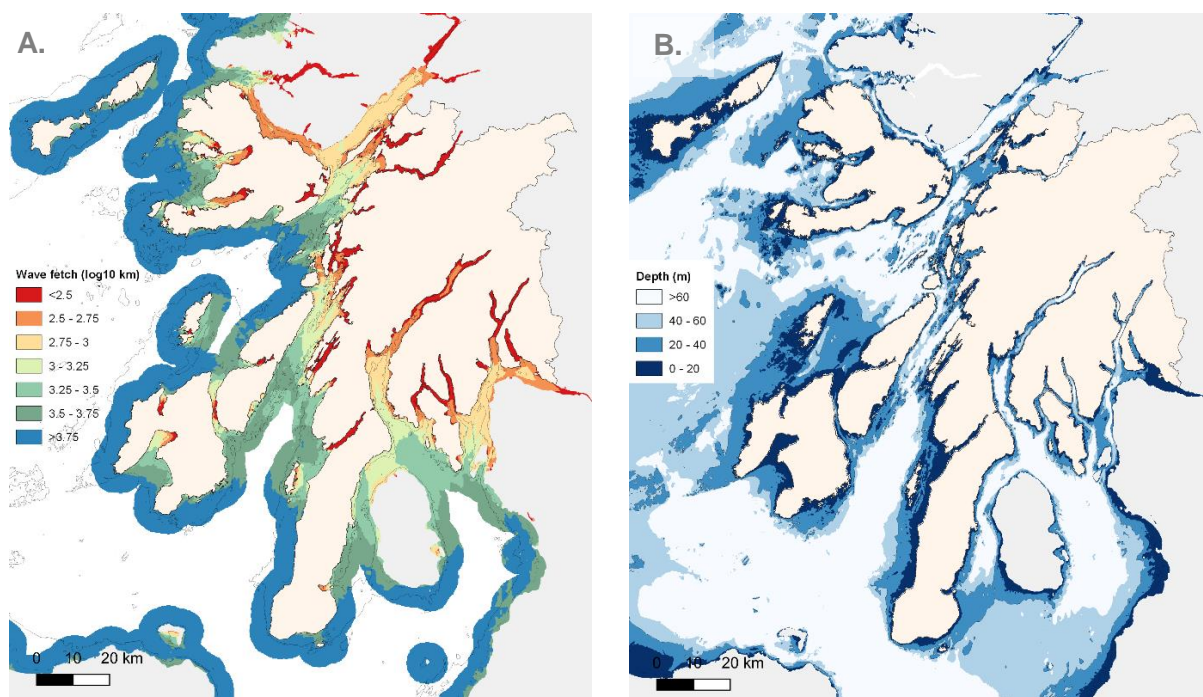 A.
Wave fetch (log10 km)
<2.5
2.5 - 2.75
2.75 - 3
3 - 3.25
3.25 - 3.5
3.5 - 3.75
>3.75
0 10 20 km
B.
Depth (m)
>60
40 - 60
20 - 40
0 - 20
0 10 20 km